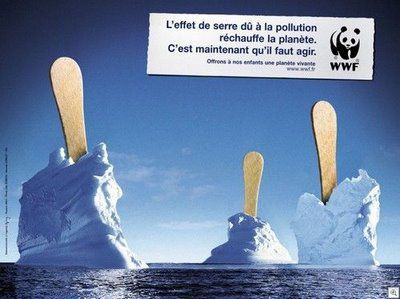 L'effet de serre dû à la pollution
réchauffe la planète.
C'est maintenant qu'il faut agir.
Offrons à nos enfants une planète vivante
www.wwf.fr
WWF